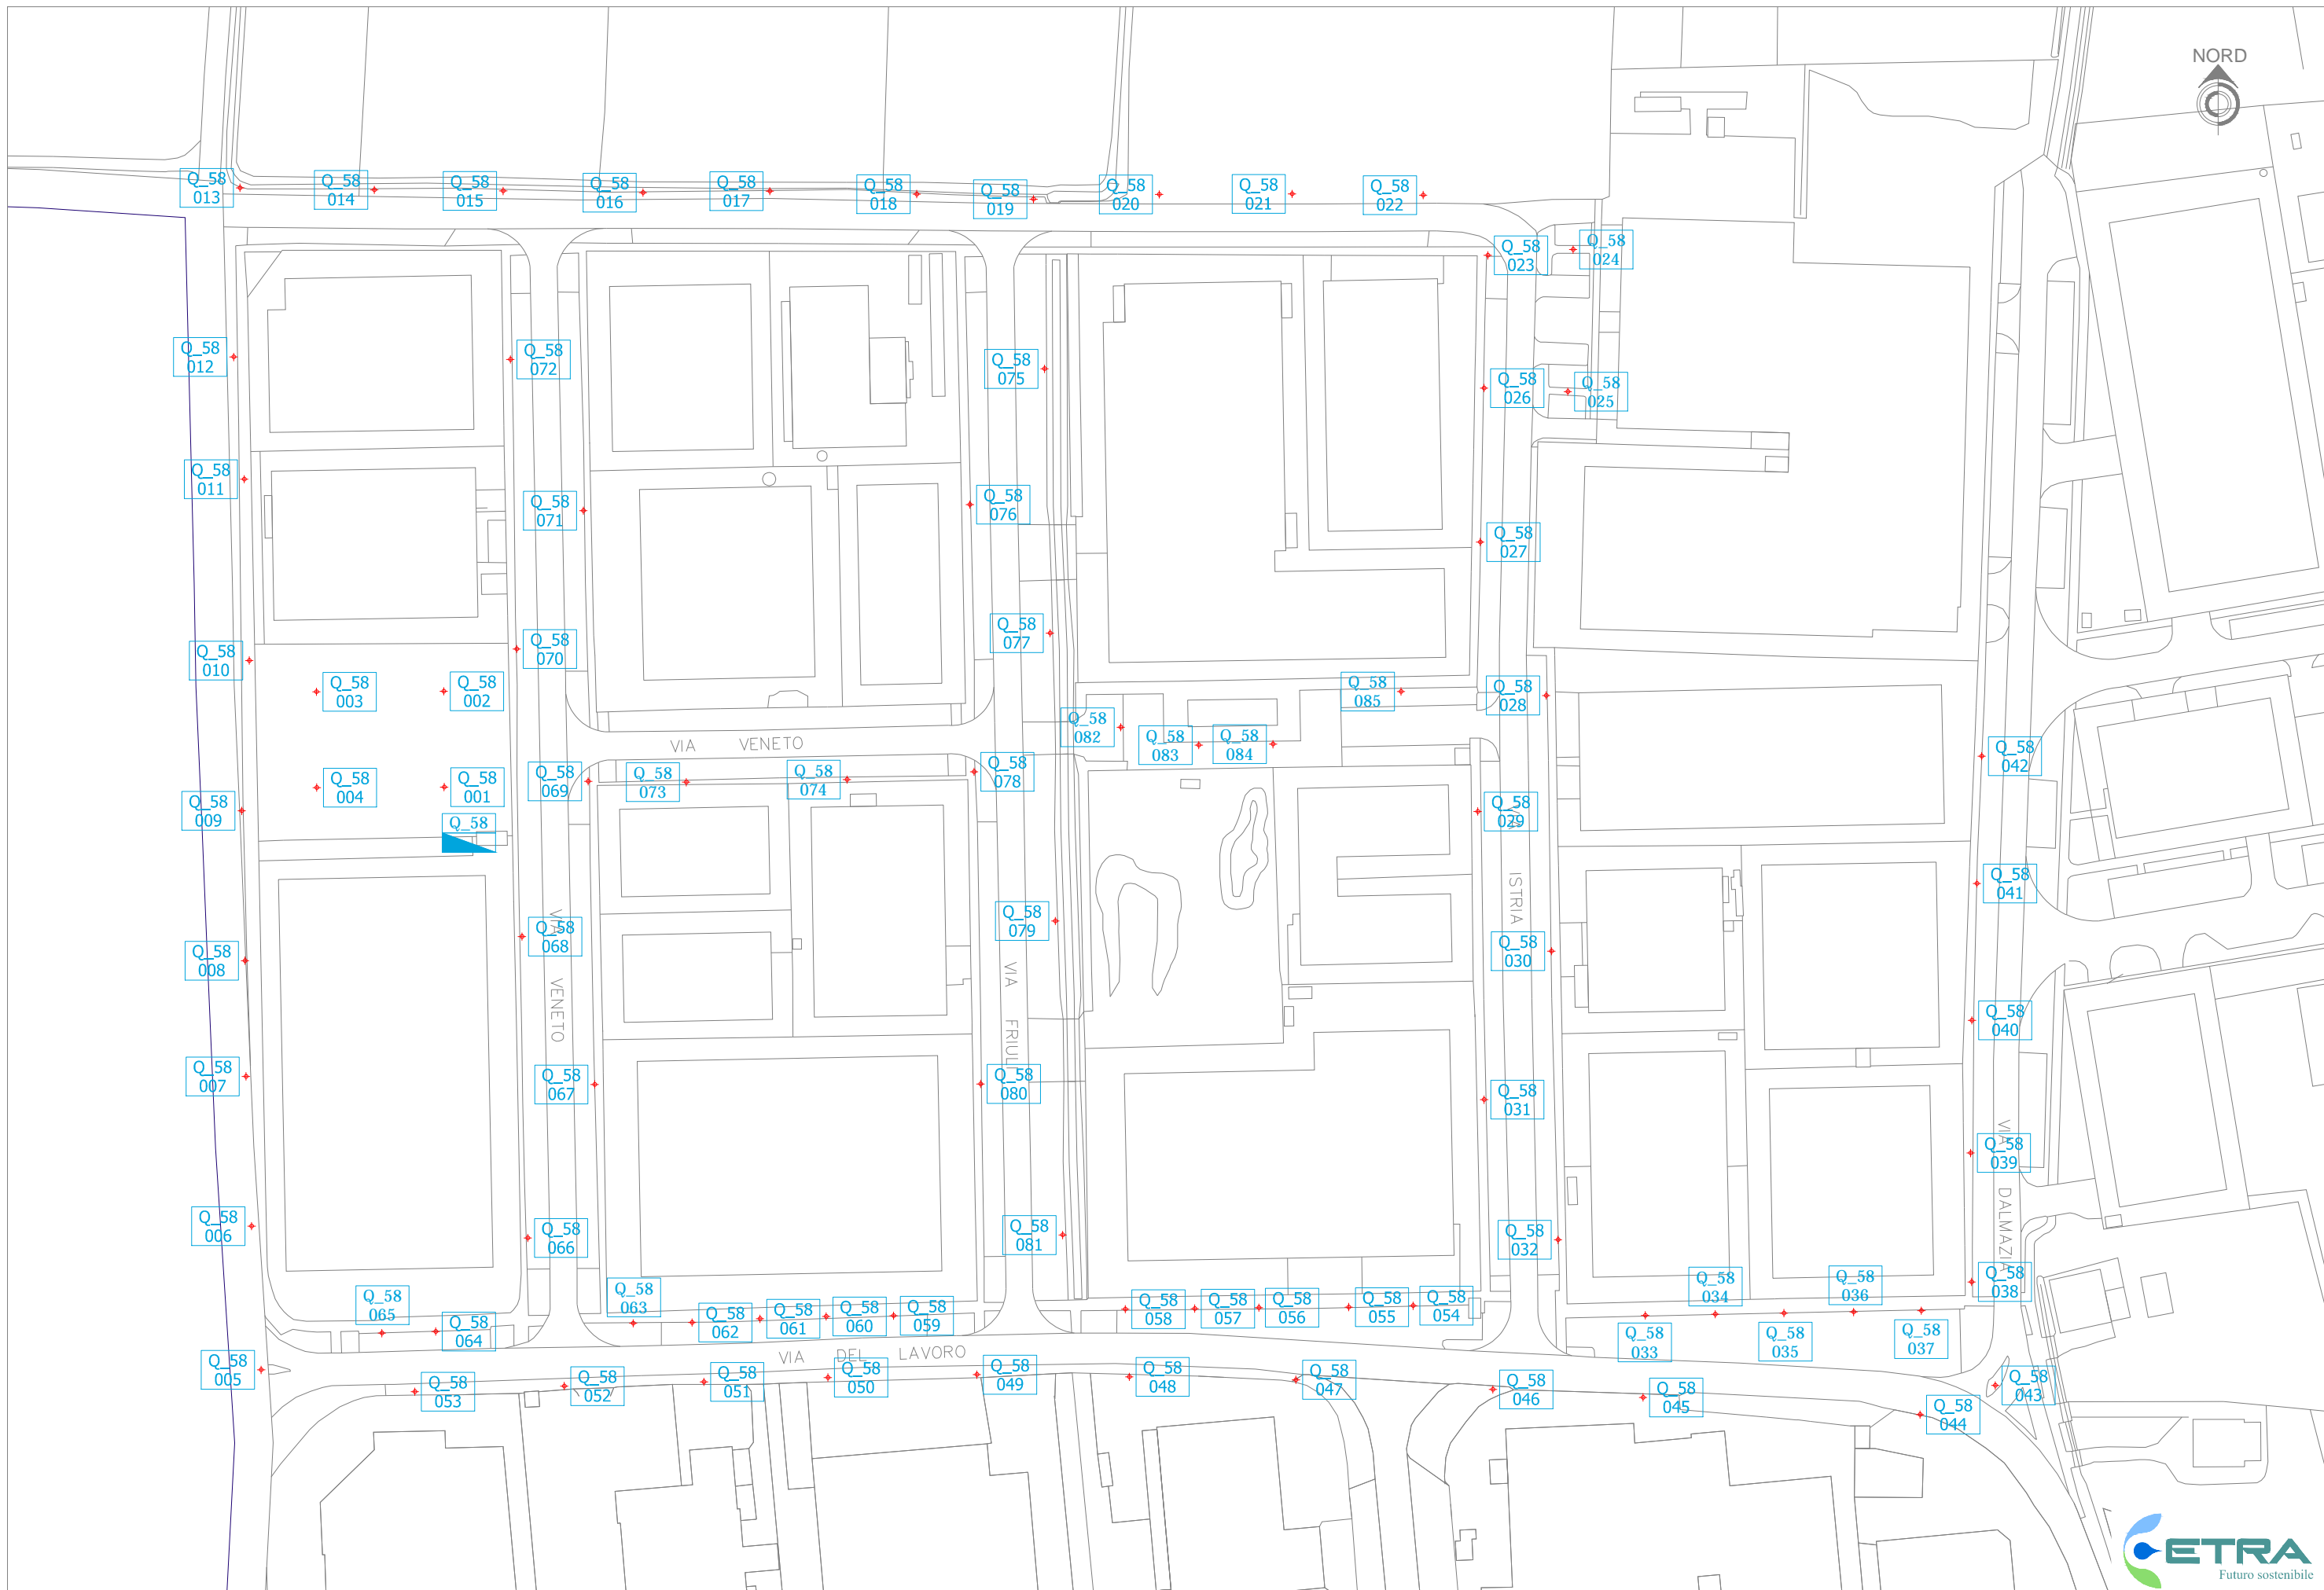 NORD
Q_58
013
Q_58
014
Q_58
015
Q_58
016
Q_58
017
Q_58
018
Q_58
019
Q_58
020
Q_58
021
Q_58
022
Q_58
023
Q_58
024
Q_58
012
Q_58
072
Q_58
075
Q_58
026
Q_58
025
Q_58
011
Q_58
071
Q_58
076
Q_58
027
Q_58
010
Q_58
070
Q_58
077
Q_58
003
Q_58
002
Q_58
085
Q_58
028
Q_58
082
Q_58
083
Q_58
084
VIA VENETO
Q_58
042
Q_58
004
Q_58
001
Q_58
069
Q_58
073
Q_58
074
Q_58
078
Q_58
009
Q_58
Q_58
029
Q_58
041
ISTRIA
Q_58
008
Q_58
068
VIA VENETO
Q_58
079
VIA FRIULI
Q_58
030
Q_58
040
Q_58
007
Q_58
067
Q_58
080
Q_58
031
Q_58
039
VIA DALMAZIA
Q_58
006
Q_58
066
Q_58
081
Q_58
032
Q_58
038
Q_58
065
Q_58
064
Q_58
063
Q_58
062
Q_58
061
Q_58
060
Q_58
059
Q_58
058
Q_58
057
Q_58
056
Q_58
055
Q_58
054
Q_58
033
Q_58
034
Q_58
035
Q_58
036
Q_58
037
VIA DEL LAVORO
Q_58
005
Q_58
053
Q_58
052
Q_58
051
Q_58
050
Q_58
049
Q_58
048
Q_58
047
Q_58
046
Q_58
045
Q_58
044
Q_58
043
ETRA
Futuro sostenibile